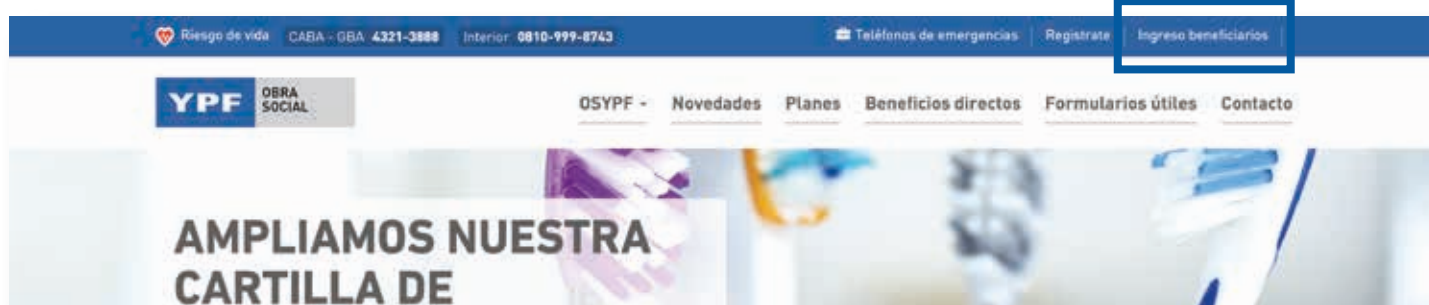 Riesgo de vida CABA - GBA 4321-3888 Interior 0810-999-8743 Teléfonos de emergencias Registrate Ingreso beneficiarios
YPF OBRA SOCIAL
OSYPF Novedades Planes Beneficios directos Formularios útiles Contacto
AMPLIAMOS NUESTRA
CARTILLA DE